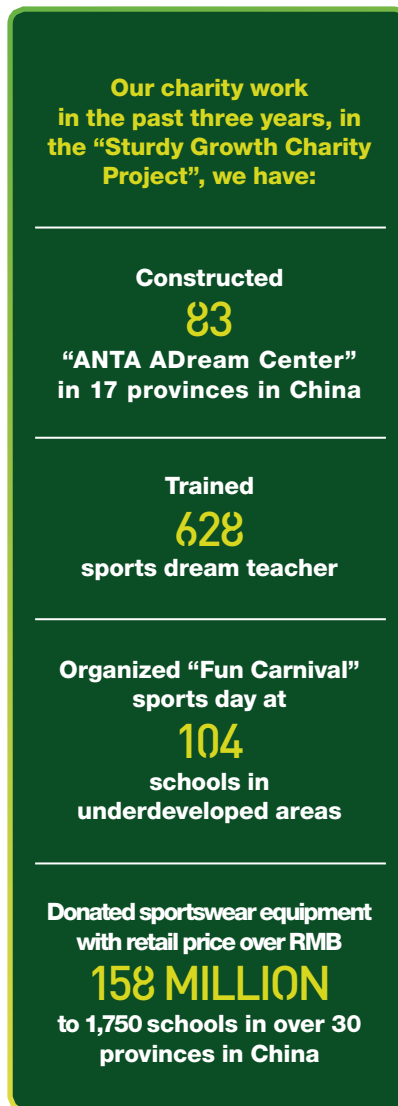 Our charity work
in the past three years, in
the “Sturdy Growth Charity
Project”, we have:
Constructed
83
“ANTA ADream Center”
in 17 provinces in China
Trained
628
sports dream teacher
Organized “Fun Carnival”
sports day at
104
schools in
underdeveloped areas
Donated sportswear equipment
with retail price over RMB
158 MILLION
to 1,750 schools in over 30
provinces in China